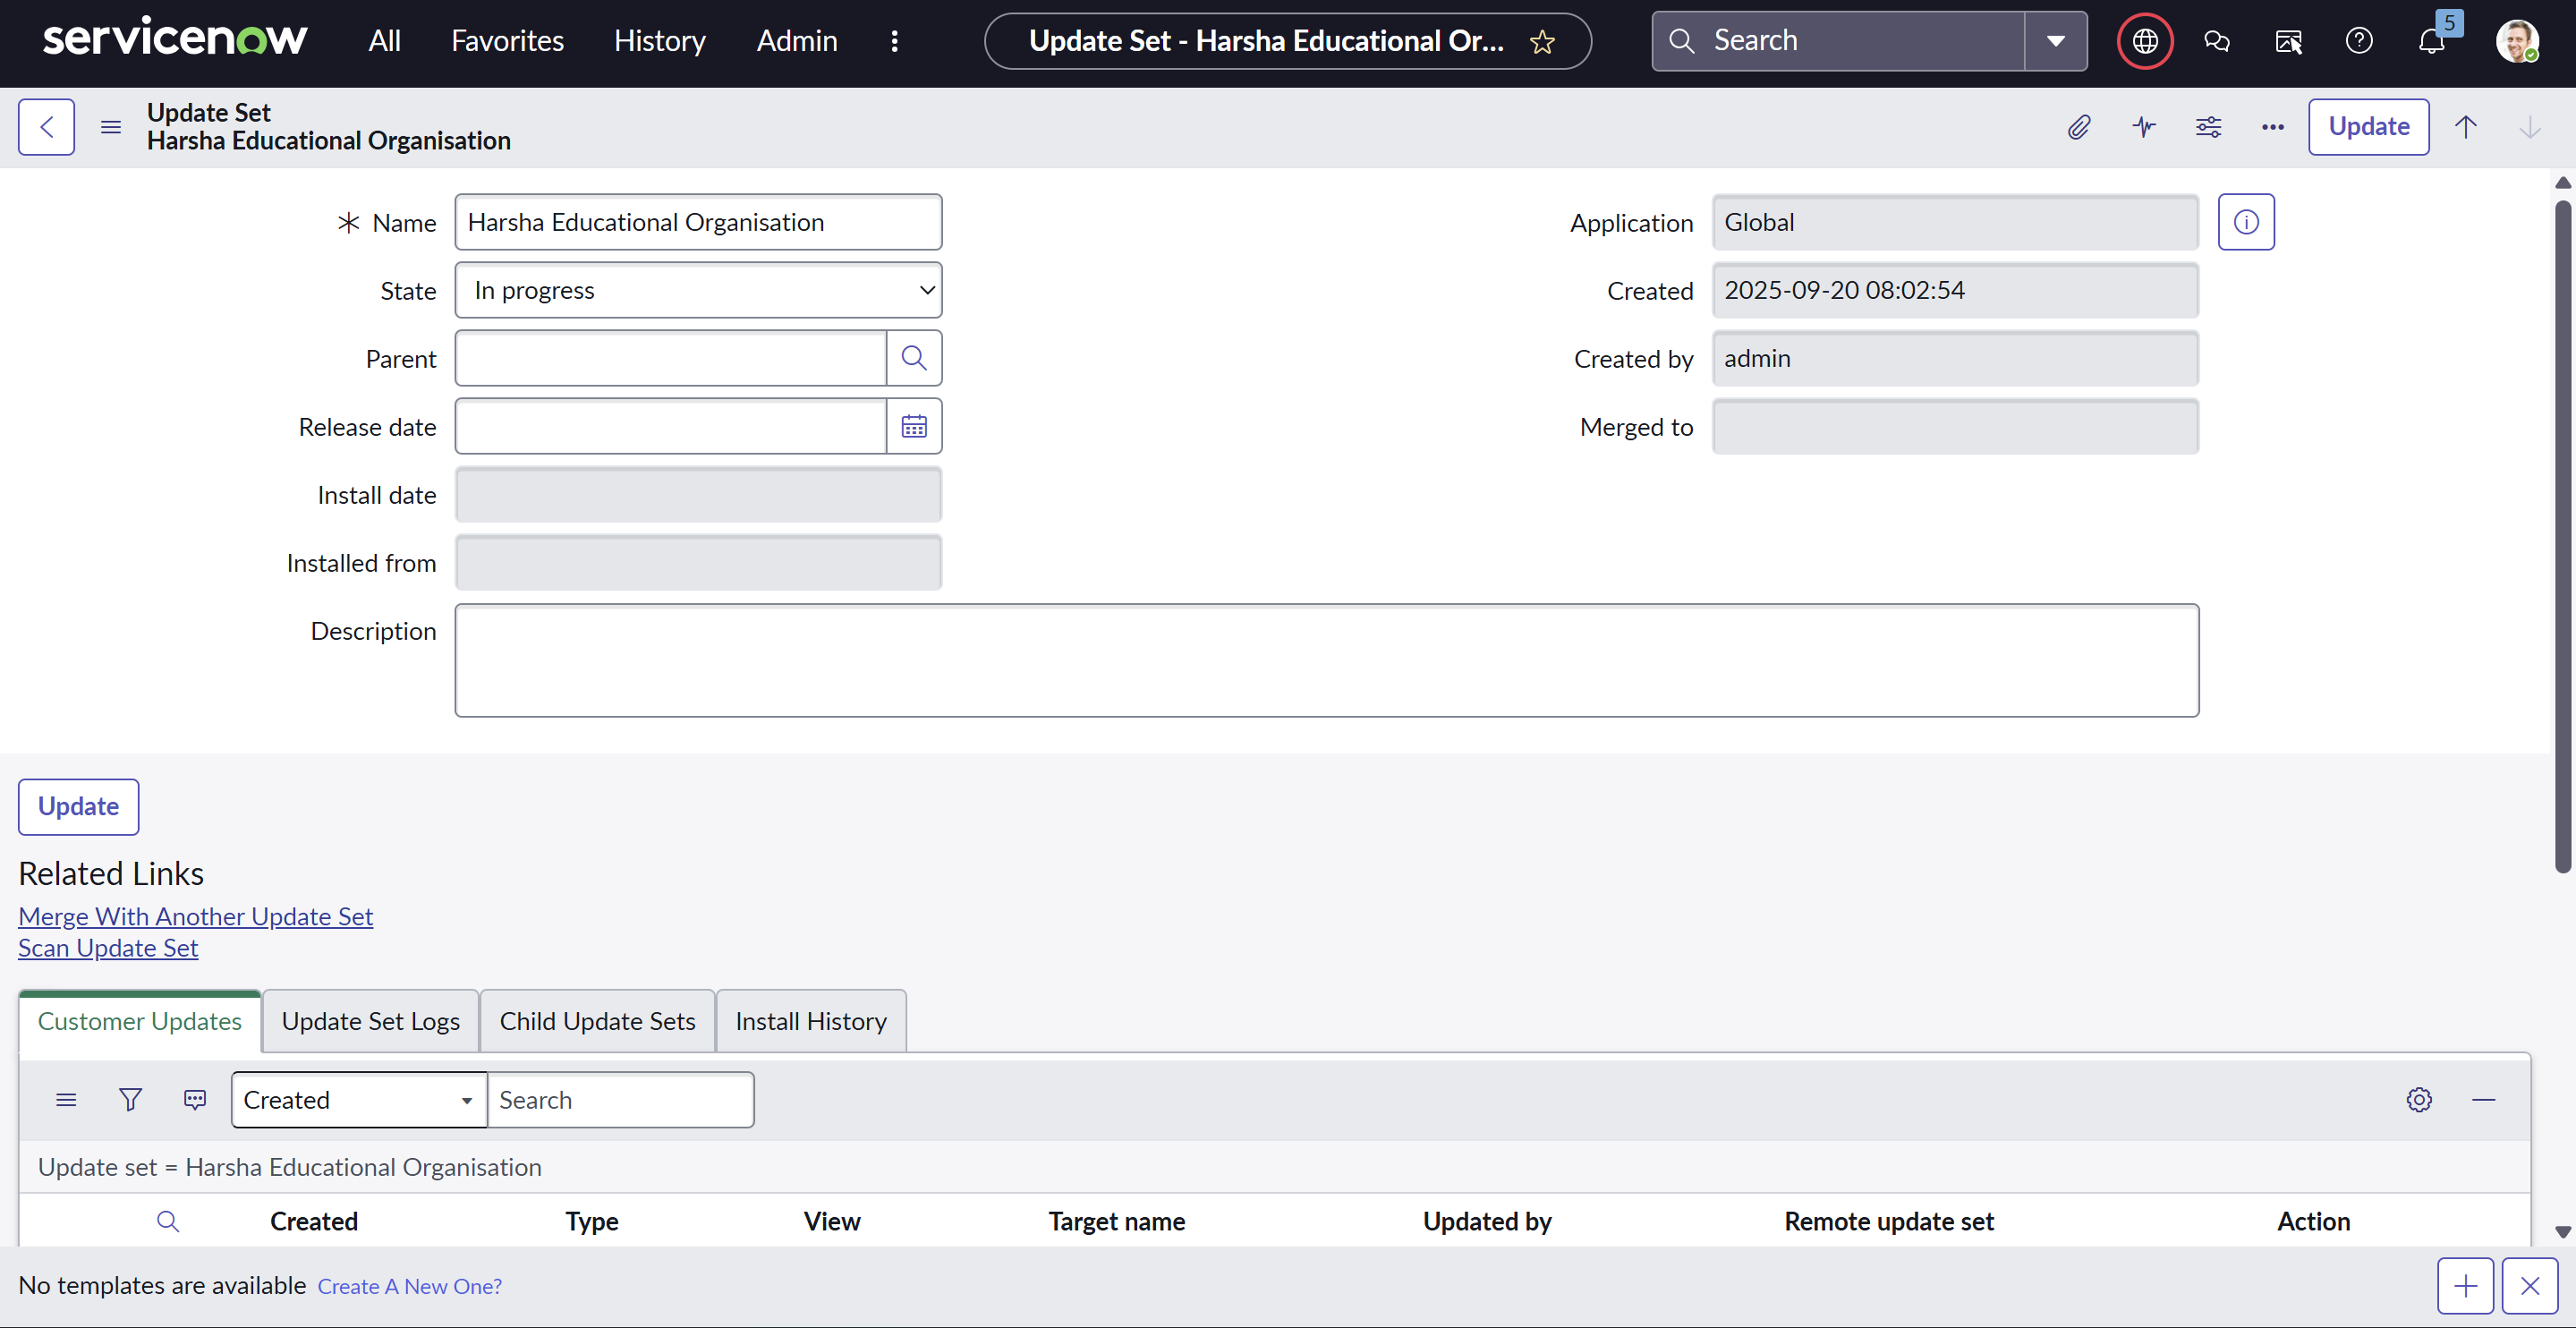 servicenow All Favorites History Admin Update Set - Harsha Educational Or... Search 5
Update Set
Harsha Educational Organisation
Update
Name Harsha Educational Organisation Application Global
State In progress Created 2025-09-20 08:02:54
Parent Created by admin
Release date Merged to
Install date
Installed from
Description
Update
Related Links
Merge With Another Update Set
Scan Update Set
Customer Updates Update Set Logs Child Update Sets Install History
Created Search
Update set = Harsha Educational Organisation
Created Type View Target name Updated by Remote update set Action
No templates are available Create A New One?